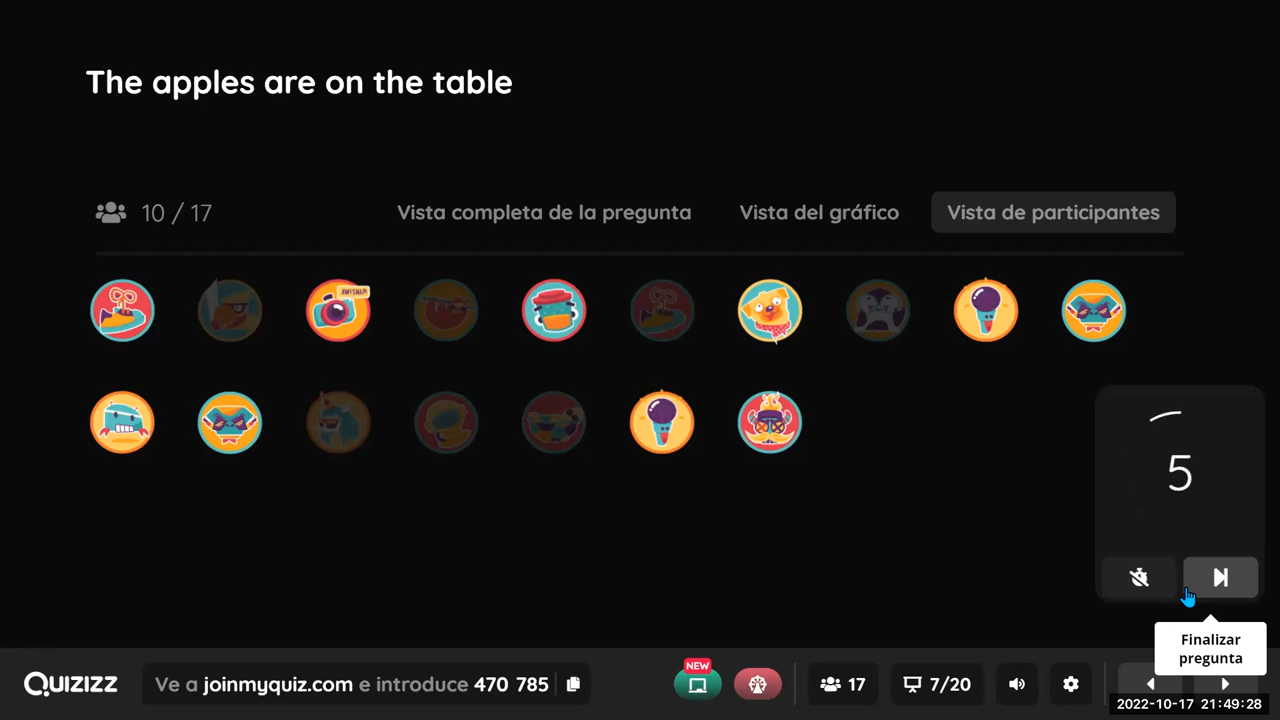 The apples are on the table
10 / 17
Vista completa de la pregunta
Vista del gráfico
Vista de participantes
AWESNAP!
5
Finalizar
pregunta
NEW
QUIZIZZ
Ve a joinmyquiz.com e introduce 470 785
17
7/20
2022-10-17 21:49:28